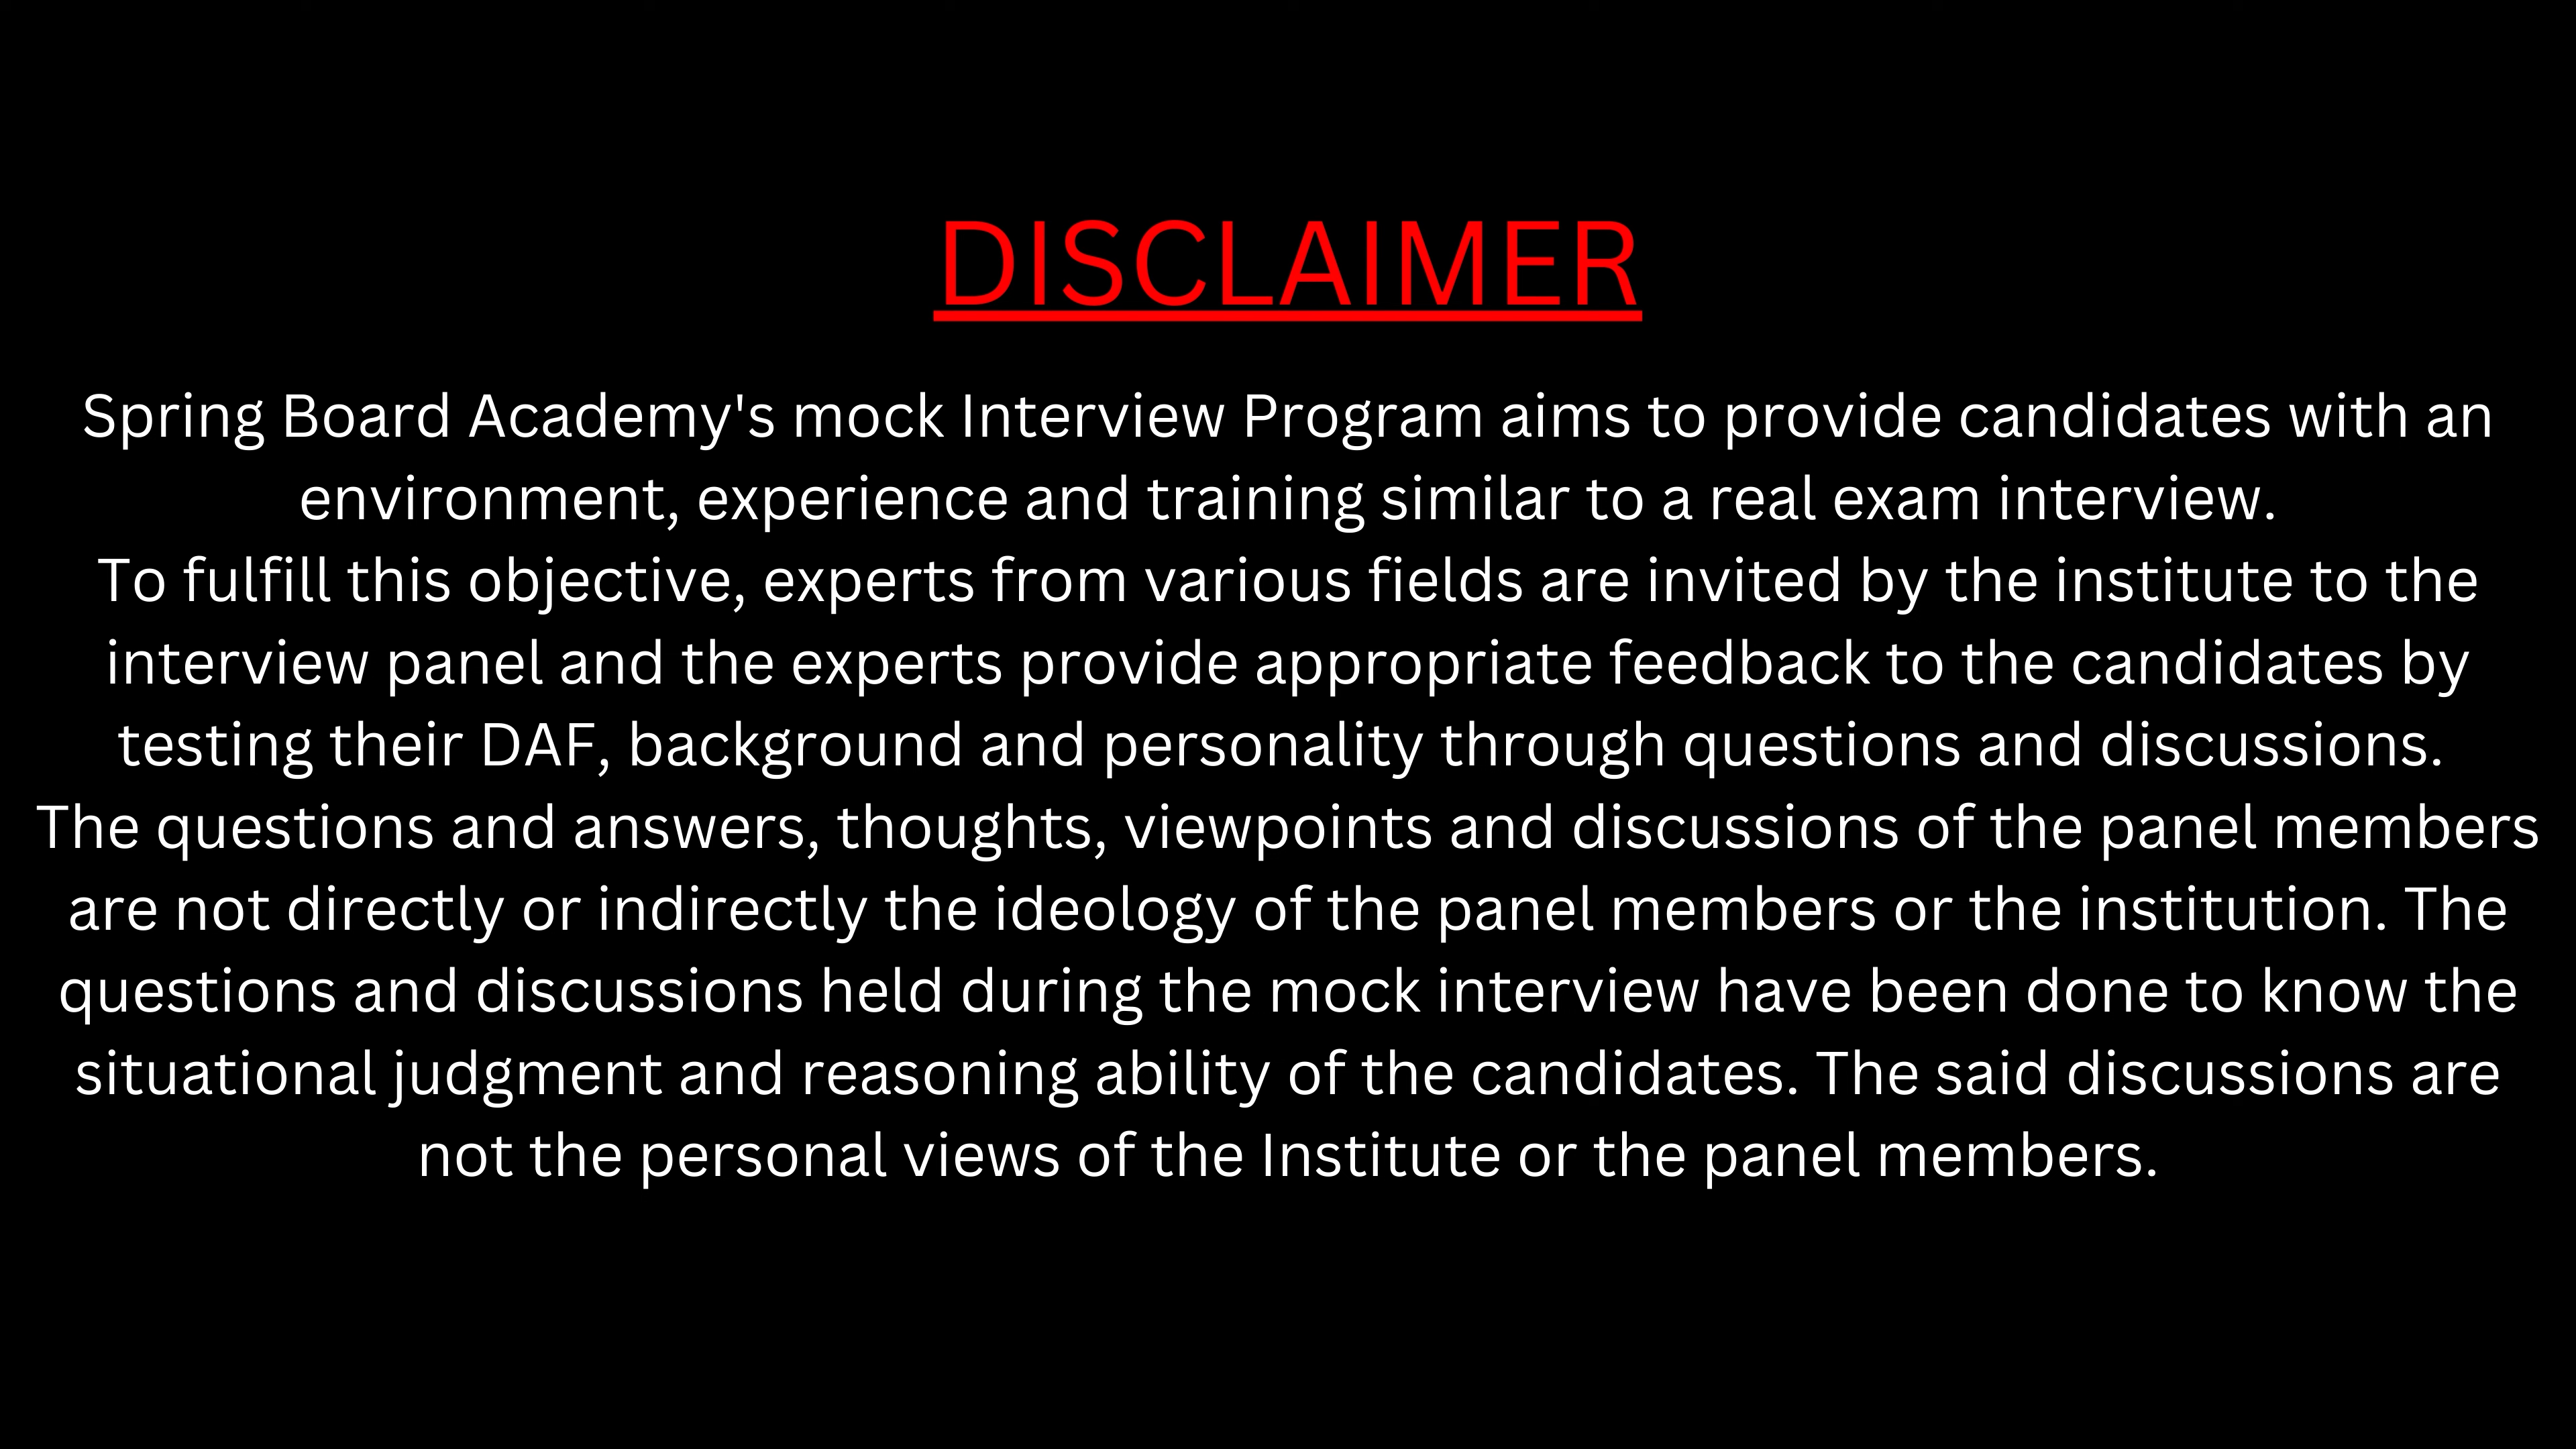 DISCLAIMER
Spring Board Academy's mock Interview Program aims to provide candidates with an
environment, experience and training similar to a real exam interview.
To fulfill this objective, experts from various fields are invited by the institute to the
interview panel and the experts provide appropriate feedback to the candidates by
testing their DAF, background and personality through questions and discussions.
The questions and answers, thoughts, viewpoints and discussions of the panel members
are not directly or indirectly the ideology of the panel members or the institution. The
questions and discussions held during the mock interview have been done to know the
situational judgment and reasoning ability of the candidates. The said discussions are
not the personal views of the Institute or the panel members.